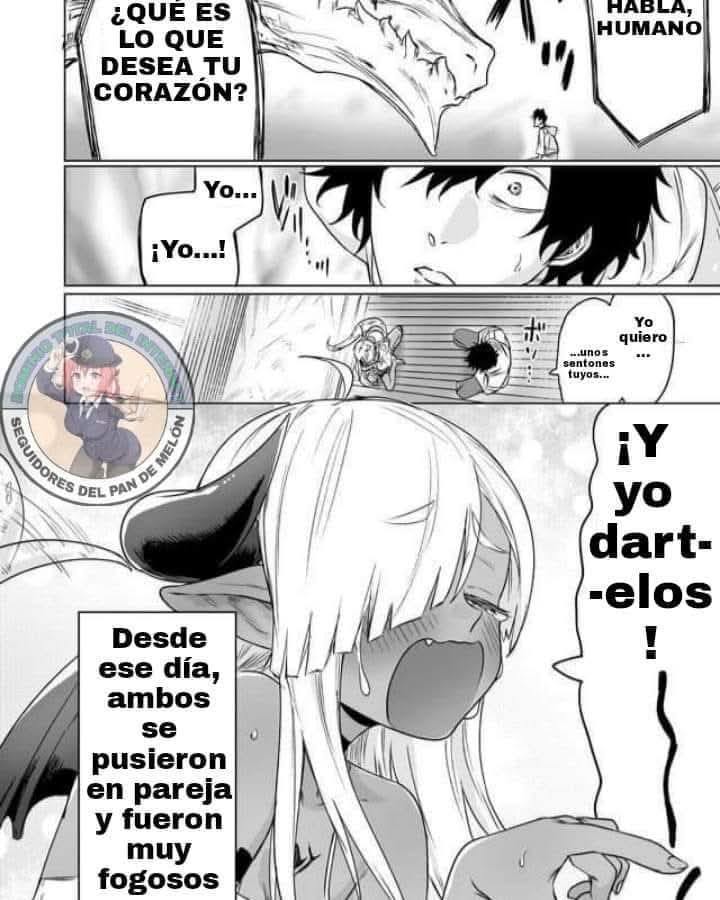 HABLA,
HUMANO
¿QUÉ ES
LO QUE
DESEA TU
CORAZÓN?
Yo...
¡Yo...!
Yo
quiero
...
...unos
sentones
tuyos...
SEGUIDORES DEL PAN DE MELÓN
¡Y
yo
dart-
-elos
!
Desde
ese día,
ambos
se
pusieron
en pareja
y fueron
muy
fogosos